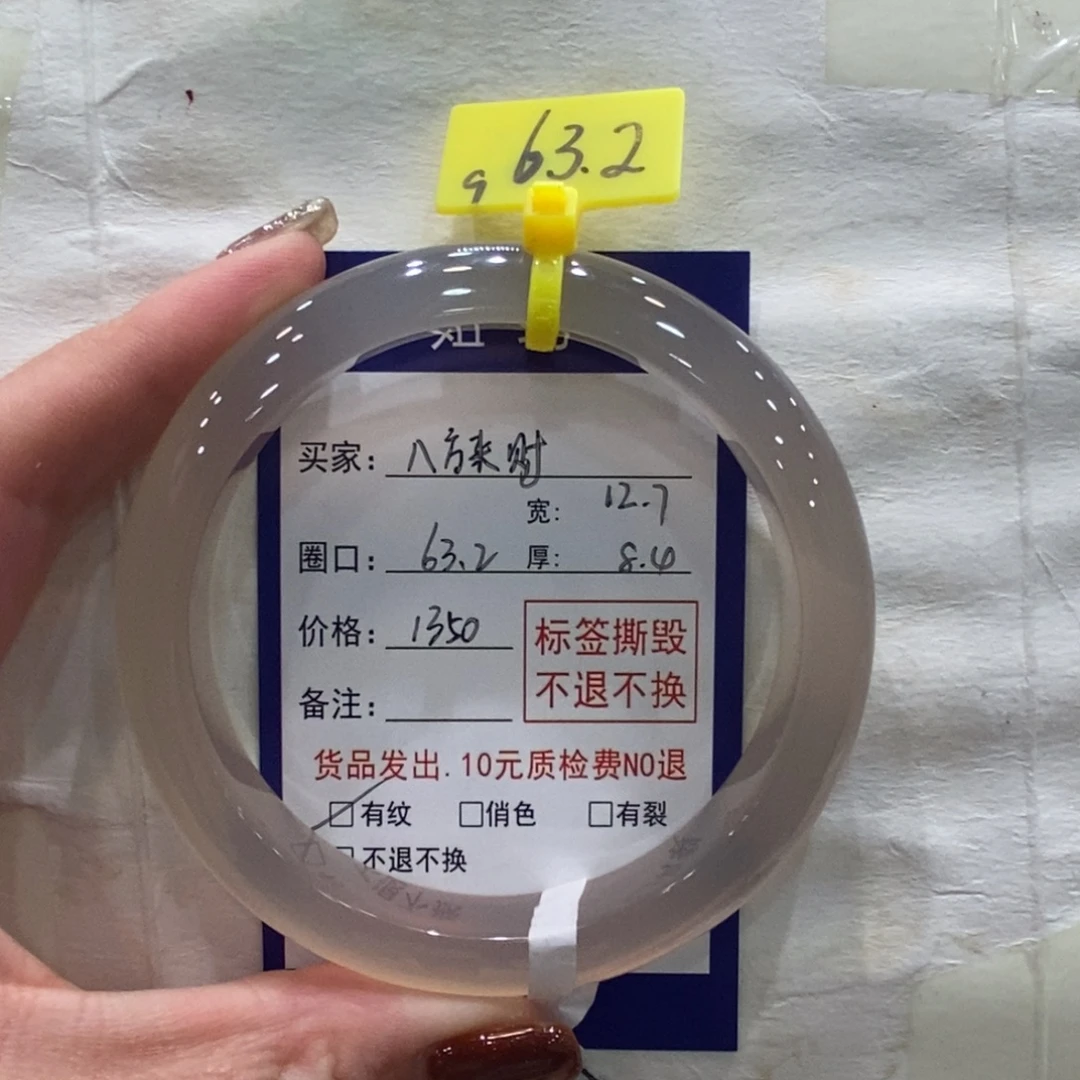 9 63.2
买家：八方来财
宽： 12.7
圈口： 63.2 厚： 8.4
价格： 1350
标签撕毁
不退不换
备注：
货品发出.10元质检费NO退
□有纹 □俏色 □有裂
□不退不换